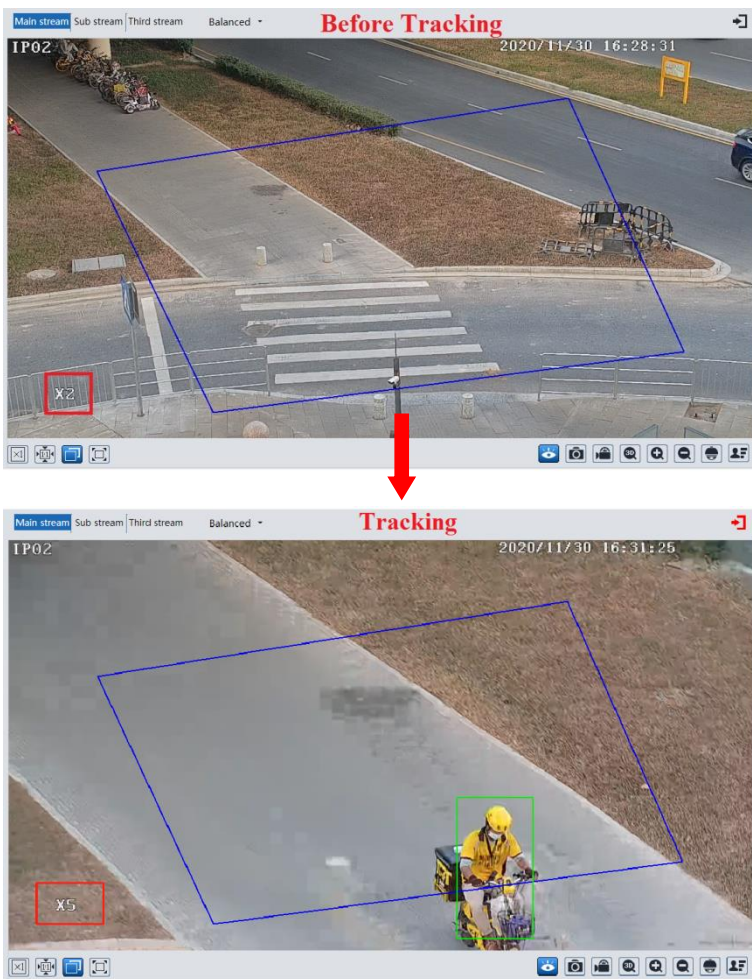 Main stream Sub stream Third stream Balanced Before Tracking
IP02 2020/11/30 16:28:31
X2
Main stream Sub stream Third stream Balanced Tracking
IP02 2020/11/30 16:31:25
X5